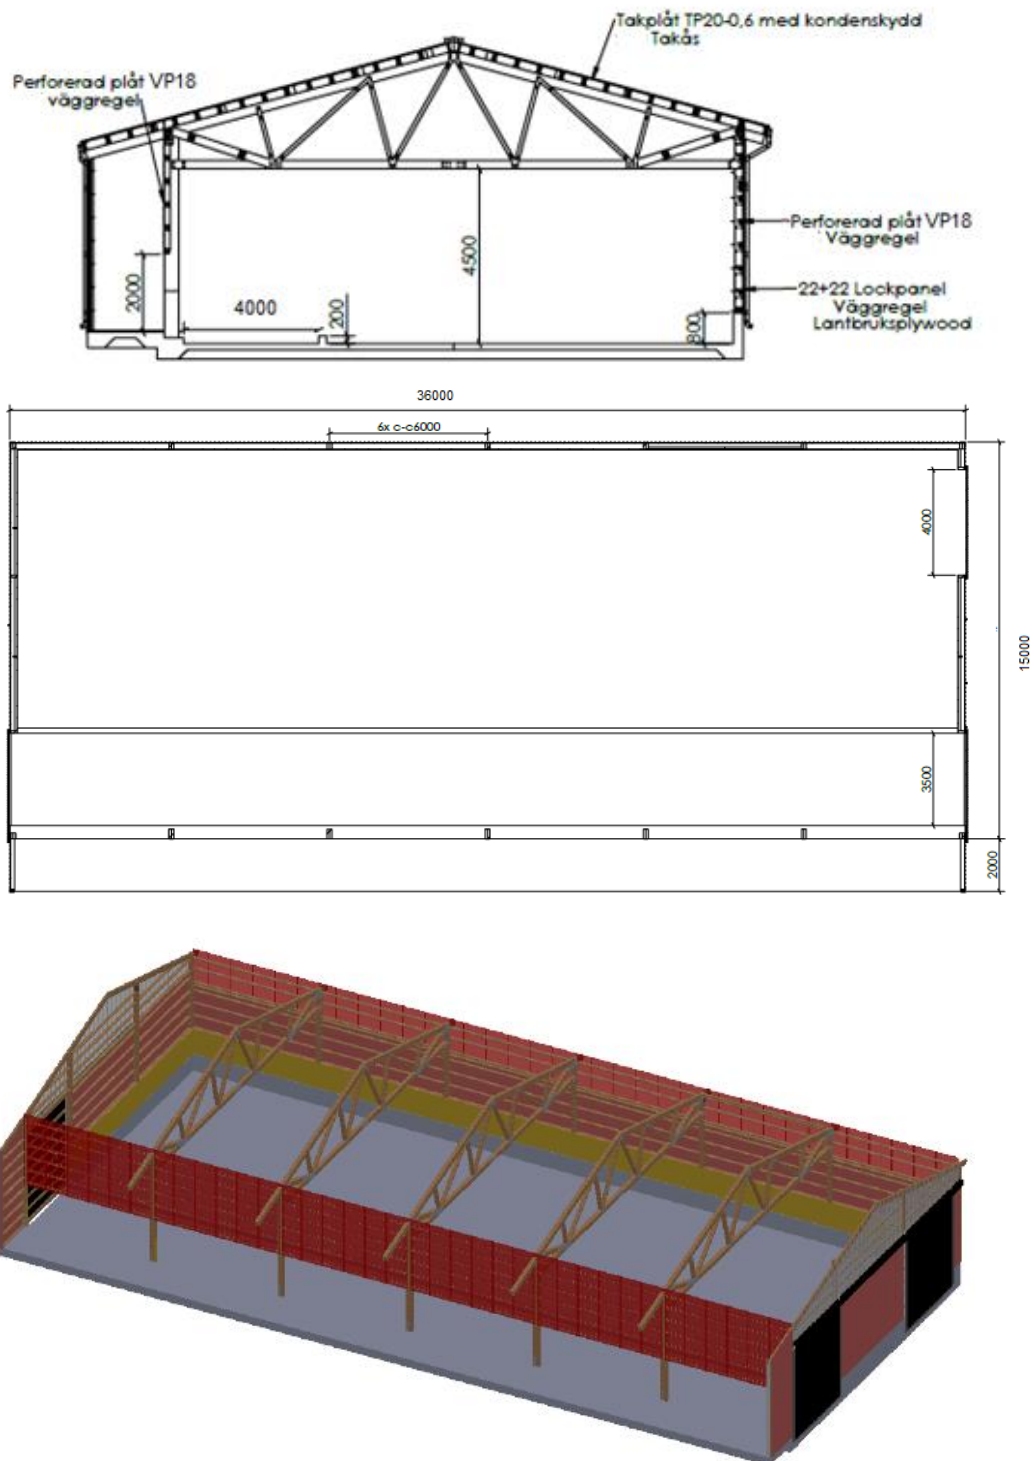 Takplåt TP20-0,6 med kondenskydd
Takås
Perforerad plåt VP18
väggregel
Perforerad plåt VP18
Väggregel
22+22 Lockpanel
Väggregel
Lantbruksplywood
2000
4000
200
4500
800
36000
6x c-c6000
4000
15000
3500
2000